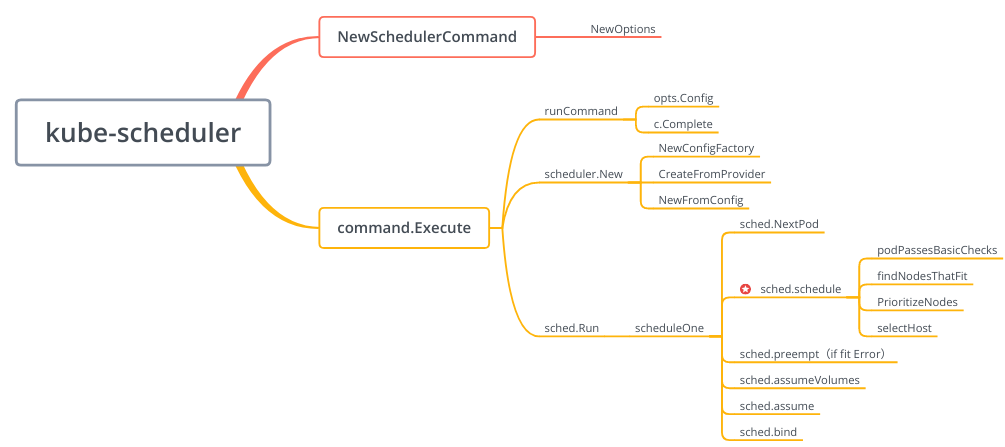 kube-scheduler
NewSchedulerCommand
NewOptions
command.Execute
runCommand
opts.Config
c.Complete
scheduler.New
NewConfigFactory
CreateFromProvider
NewFromConfig
sched.Run
scheduleOne
sched.NextPod
sched.schedule
podPassesBasicChecks
findNodesThatFit
PrioritizeNodes
selectHost
sched.preempt（if fit Error）
sched.assumeVolumes
sched.assume
sched.bind